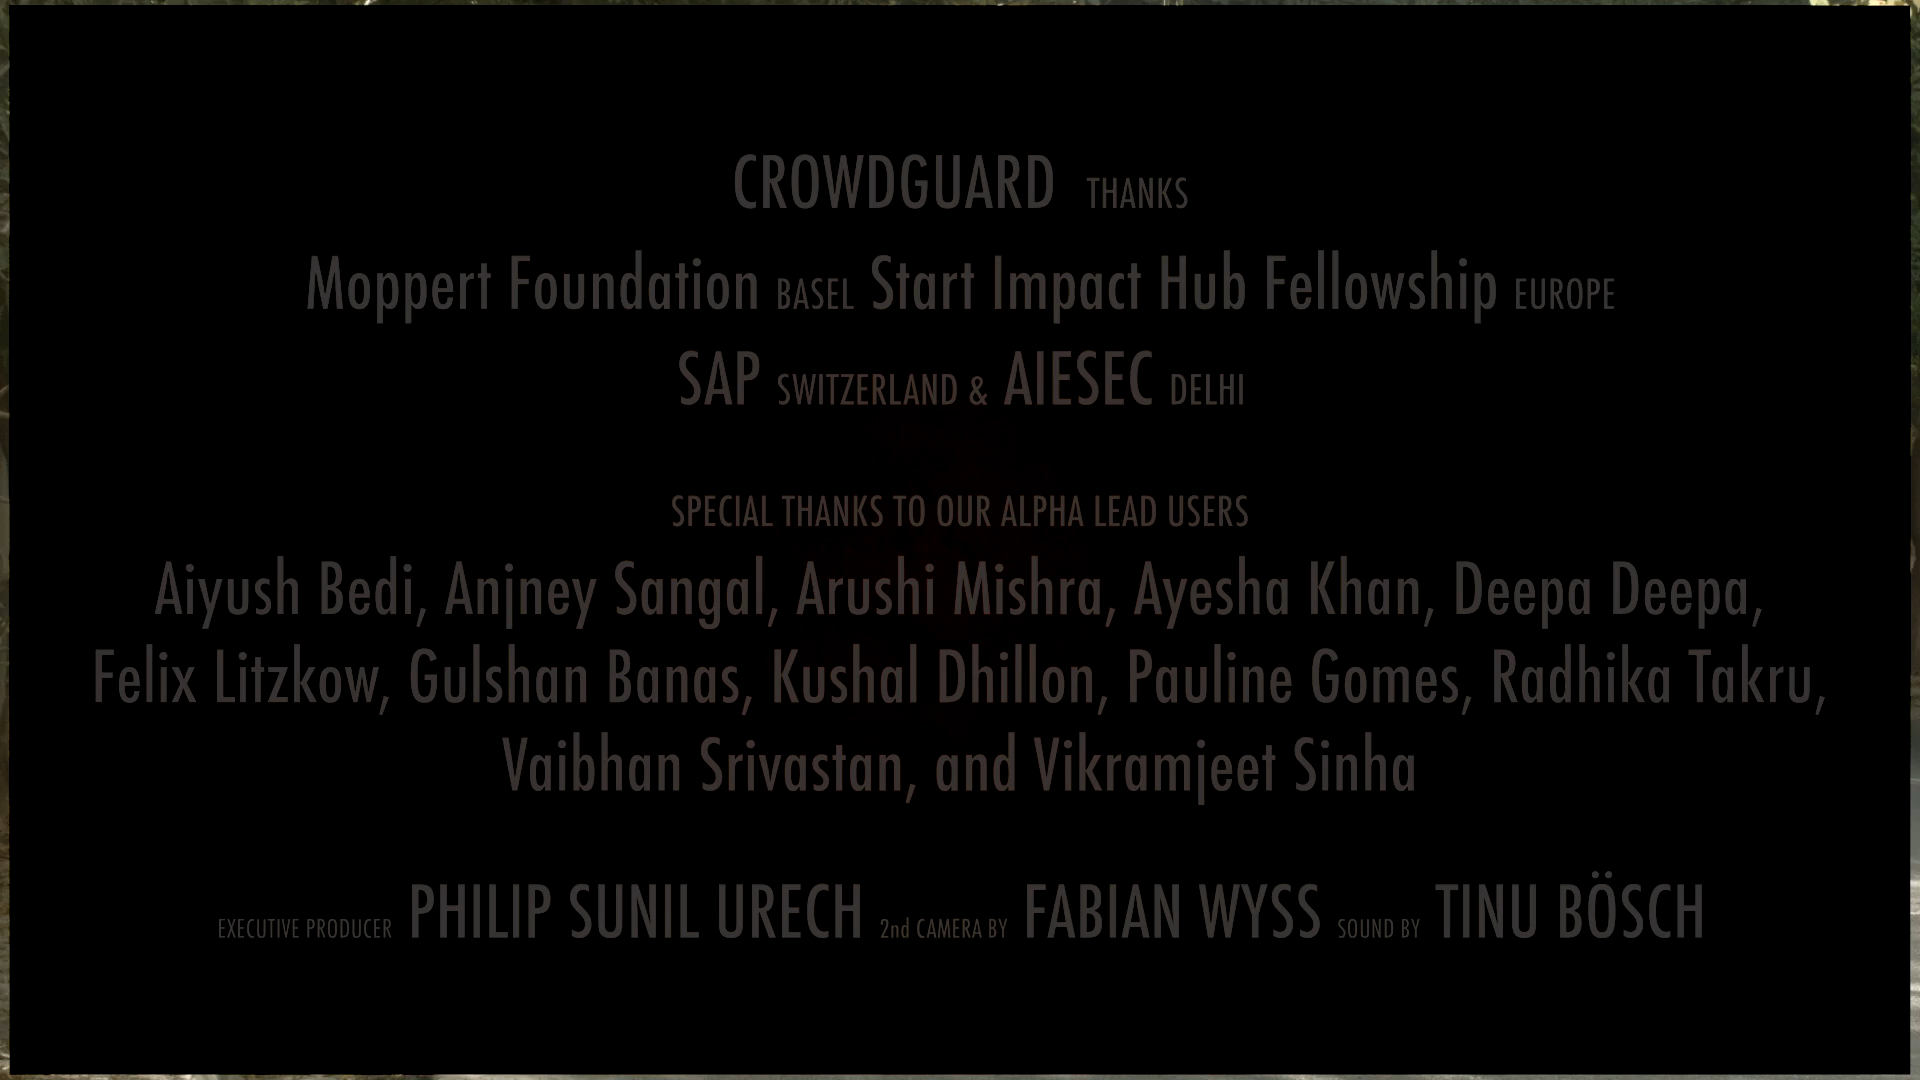 CROWDGUARD THANKS
Moppert Foundation BASEL Start Impact Hub Fellowship EUROPE
SAP SWITZERLAND & AIESEC DELHI
SPECIAL THANKS TO OUR ALPHA LEAD USERS
Aiyush Bedi, Anjney Sangal, Arushi Mishra, Ayesha Khan, Deepa Deepa,
Felix Litzkow, Gulshan Banas, Kushal Dhillon, Pauline Gomes, Radhika Takru,
Vaibhan Srivastan, and Vikramjeet Sinha
EXECUTIVE PRODUCER PHILIP SUNIL URECH 2nd CAMERA BY FABIAN WYSS SOUND BY TINU BÖSCH